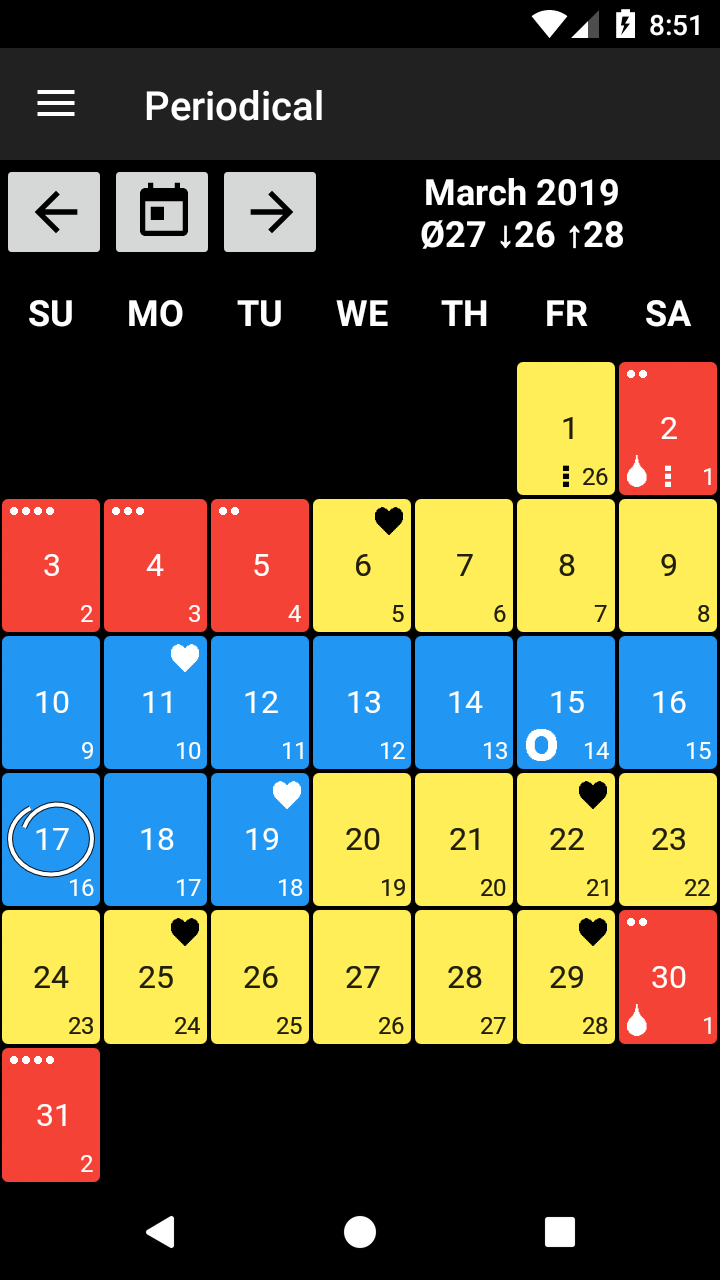 8:51
Periodical
March 2019
Ø27 ↓26 ↑28
SU MO TU WE TH FR SA
1 2
26 1
3 4 5 6 7 8 9
2 3 4 5 6 7 8
10 11 12 13 14 15 16
9 10 11 12 13 O 14 15
17 18 19 20 21 22 23
16 17 18 19 20 21 22
24 25 26 27 28 29 30
23 24 25 26 27 28 1
31
2